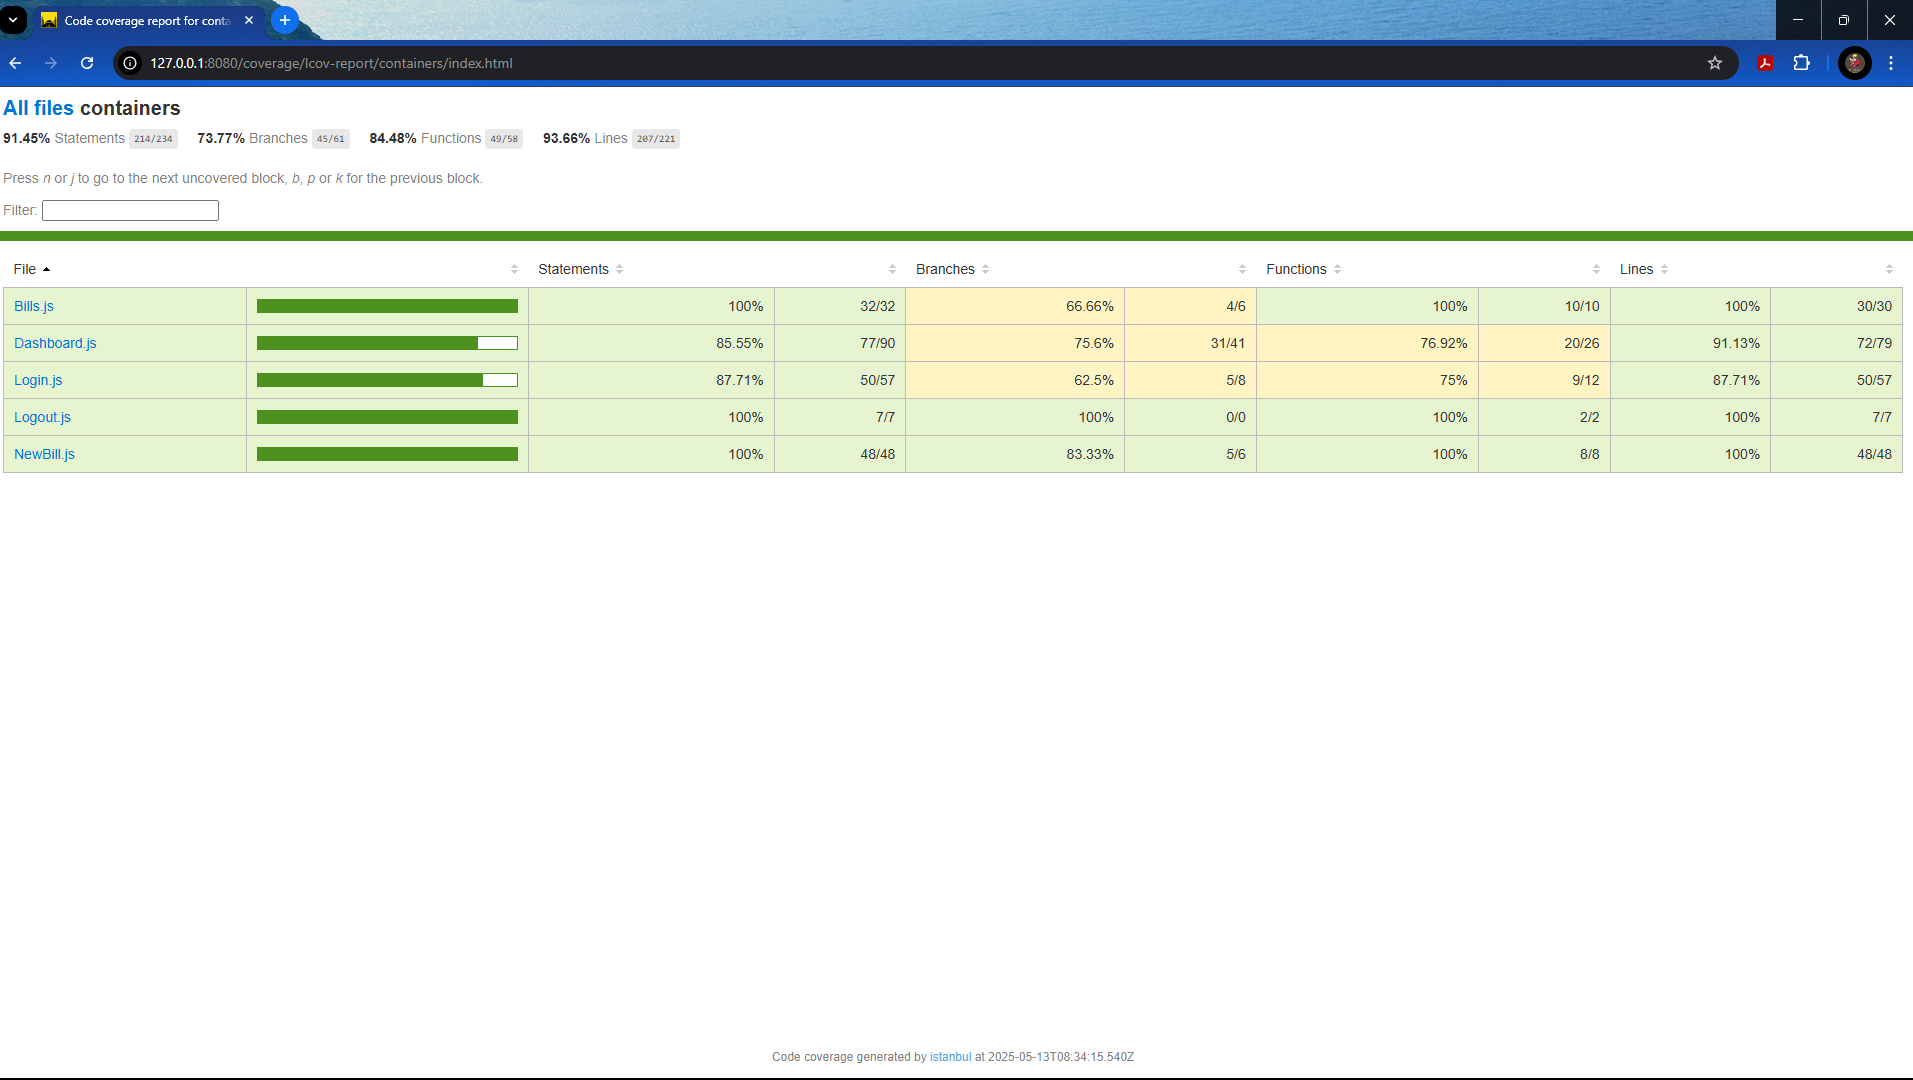 Code coverage report for conta
127.0.0.1:8080/coverage/lcov-report/containers/index.html
All files containers
91.45% Statements 214/234 73.77% Branches 45/61 84.48% Functions 49/58 93.66% Lines 207/221
Press n or j to go to the next uncovered block, b, p or k for the previous block.
Filter:
File Statements Branches Functions Lines
Bills.js 100% 32/32 66.66% 4/6 100% 10/10 100% 30/30
Dashboard.js 85.55% 77/90 75.6% 31/41 76.92% 20/26 91.13% 72/79
Login.js 87.71% 50/57 62.5% 5/8 75% 9/12 87.71% 50/57
Logout.js 100% 7/7 100% 0/0 100% 2/2 100% 7/7
NewBill.js 100% 48/48 83.33% 5/6 100% 8/8 100% 48/48
Code coverage generated by istanbul at 2025-05-13T08:34:15.540Z